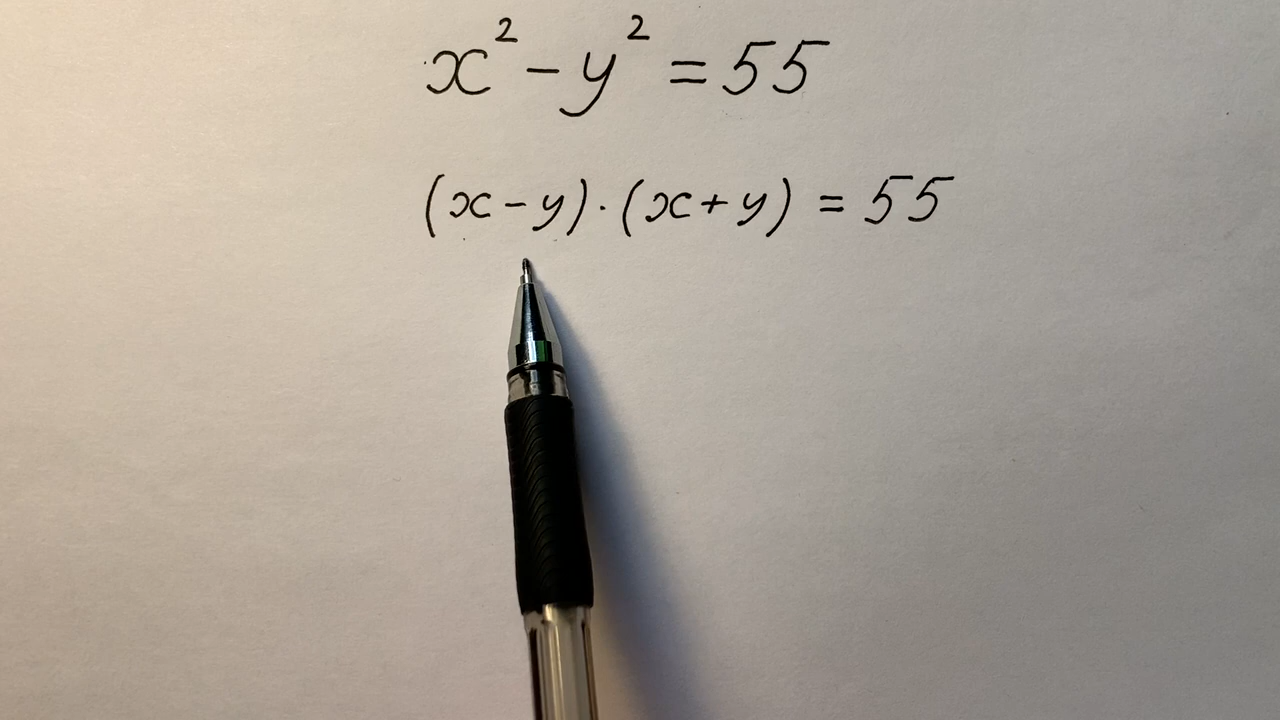 x² - y² = 55
(x - y) · (x + y) = 55